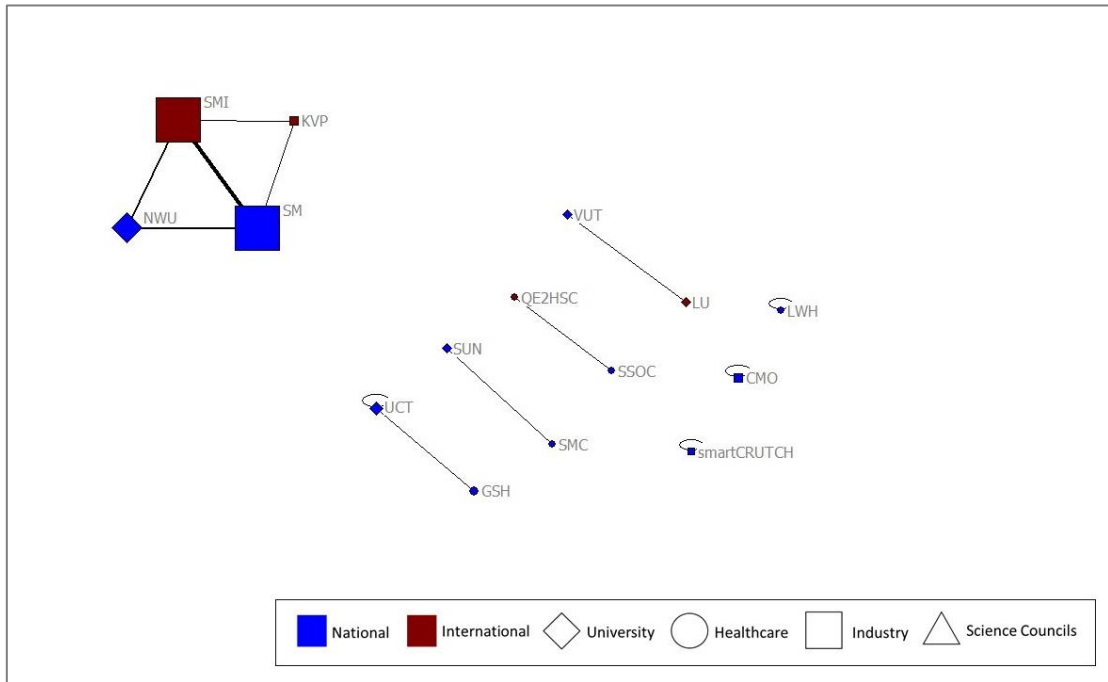 SMI
KVP
NWU
SM
VUT
QE2HSC
LU
LWH
SUN
SSOC
CMO
UCT
SMC
smartCRUTCH
GSH
National
International
University
Healthcare
Industry
Science Councils